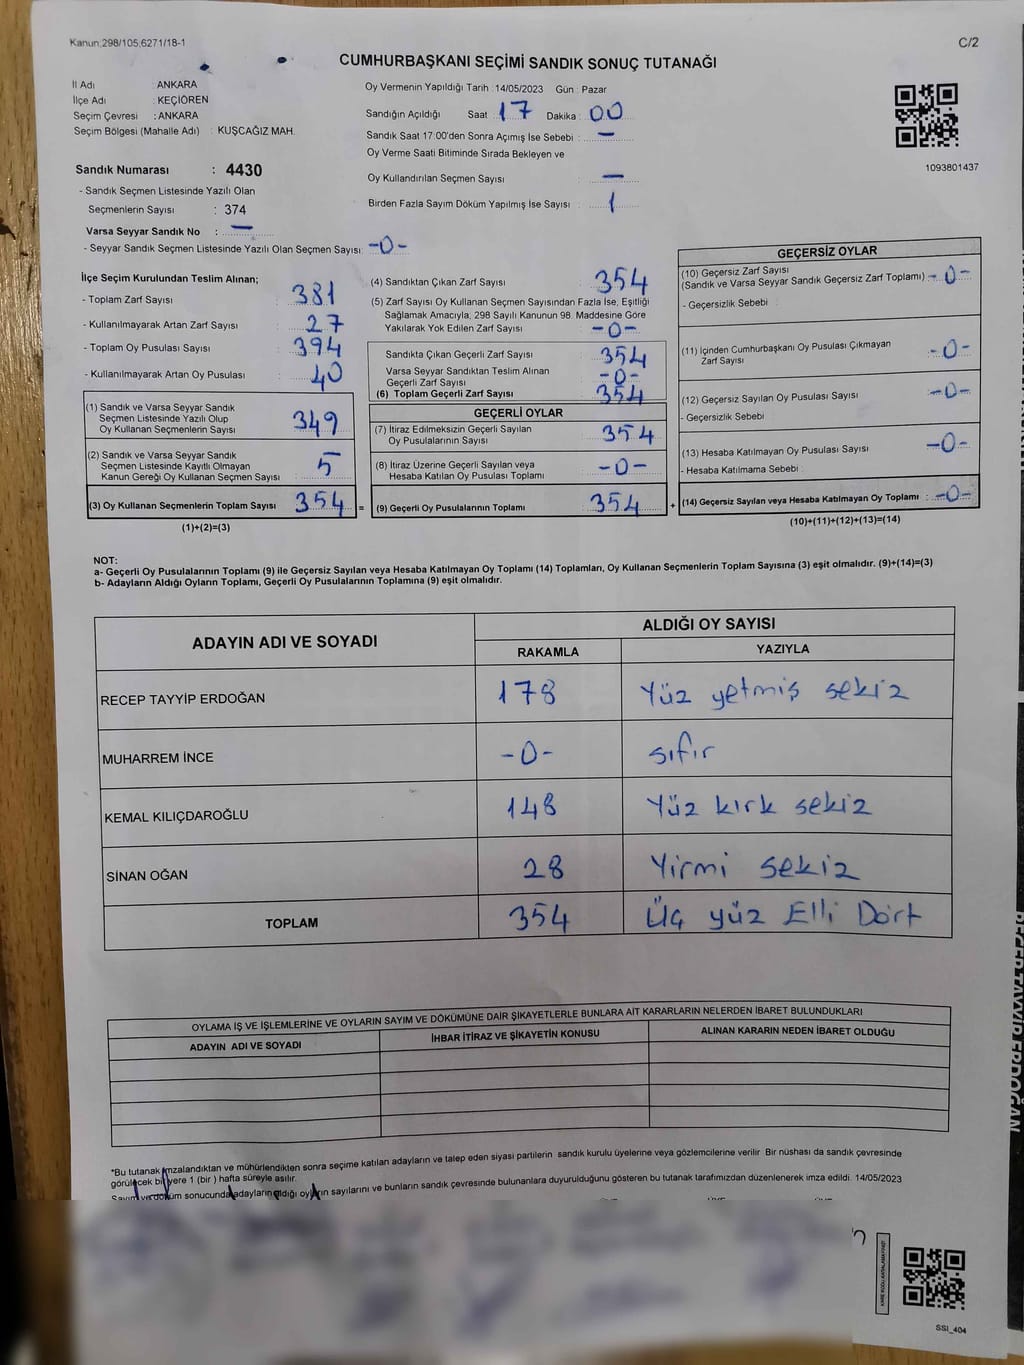 Kanun,298/105,6271/18-1
C/2
CUMHURBAŞKANI SEÇİMİ SANDIK SONUÇ TUTANAĞI
İl Adı : ANKARA
İlçe Adı : KEÇİÖREN
Seçim Çevresi : ANKARA
Seçim Bölgesi (Mahalle Adı) : KUŞCAĞIZ MAH.
Sandık Numarası : 4430
- Sandık Seçmen Listesinde Yazılı Olan
Seçmenlerin Sayısı : 374
Varsa Seyyar Sandık No : —
- Seyyar Sandık Seçmen Listesinde Yazılı Olan Seçmen Sayısı: -0-
Oy Vermenin Yapıldığı Tarih : 14/05/2023 Gün : Pazar
Sandığın Açıldığı Saat : 17 Dakika : 00
Sandık Saat 17:00'den Sonra Açımış İse Sebebi : —
Oy Verme Saati Bitiminde Sırada Bekleyen ve
Oy Kullandırılan Seçmen Sayısı : —
Birden Fazla Sayım Döküm Yapılmış İse Sayısı : 1
1093801437
İlçe Seçim Kurulundan Teslim Alınan;
- Toplam Zarf Sayısı : 381
- Kullanılmayarak Artan Zarf Sayısı : 27
- Toplam Oy Pusulası Sayısı : 394
- Kullanılmayarak Artan Oy Pusulası : 40
(1) Sandık ve Varsa Seyyar Sandık
Seçmen Listesinde Yazılı Olup
Oy Kullanan Seçmenlerin Sayısı : 349
(2) Sandık ve Varsa Seyyar Sandık
Seçmen Listesinde Kayıtlı Olmayan
Kanun Gereği Oy Kullanan Seçmen Sayısı : 5
(3) Oy Kullanan Seçmenlerin Toplam Sayısı : 354 =
(1)+(2)=(3)
(4) Sandıktan Çıkan Zarf Sayısı : 354
(5) Zarf Sayısı Oy Kullanan Seçmen Sayısından Fazla İse, Eşitliği
Sağlamak Amacıyla, 298 Sayılı Kanunun 98. Maddesine Göre
Yakılarak Yok Edilen Zarf Sayısı : -0-
Sandıkta Çıkan Geçerli Zarf Sayısı : 354
Varsa Seyyar Sandıktan Teslim Alınan
Geçerli Zarf Sayısı : -0-
(6) Toplam Geçerli Zarf Sayısı : 354
GEÇERLİ OYLAR
(7) İtiraz Edilmeksizin Geçerli Sayılan
Oy Pusulalarının Sayısı : 354
(8) İtiraz Üzerine Geçerli Sayılan veya
Hesaba Katılan Oy Pusulası Toplamı : -0-
(9) Geçerli Oy Pusulalarının Toplamı : 354 +
GEÇERSİZ OYLAR
(10) Geçersiz Zarf Sayısı
(Sandık ve Varsa Seyyar Sandık Geçersiz Zarf Toplamı) : -0-
- Geçersizlik Sebebi :
(11) İçinden Cumhurbaşkanı Oy Pusulası Çıkmayan
Zarf Sayısı : -0-
(12) Geçersiz Sayılan Oy Pusulası Sayısı : -0-
- Geçersizlik Sebebi :
(13) Hesaba Katılmayan Oy Pusulası Sayısı : -0-
- Hesaba Katılmama Sebebi :
(14) Geçersiz Sayılan veya Hesaba Katılmayan Oy Toplamı : -0-
(10)+(11)+(12)+(13)=(14)
NOT:
a- Geçerli Oy Pusulalarının Toplamı (9) ile Geçersiz Sayılan veya Hesaba Katılmayan Oy Toplamı (14) Toplamları, Oy Kullanan Seçmenlerin Toplam Sayısına (3) eşit olmalıdır. (9)+(14)=(3)
b- Adayların Aldığı Oyların Toplamı, Geçerli Oy Pusulalarının Toplamına (9) eşit olmalıdır.
ADAYIN ADI VE SOYADI ALDIĞI OY SAYISI
RAKAMLA YAZIYLA
RECEP TAYYİP ERDOĞAN 178 Yüz yetmiş sekiz
MUHARREM İNCE -0- sıfır
KEMAL KILIÇDAROĞLU 148 Yüz kırk sekiz
SİNAN OĞAN 28 Yirmi sekiz
TOPLAM 354 Üç yüz Elli Dört
OYLAMA İŞ VE İŞLEMLERİNE VE OYLARIN SAYIM VE DÖKÜMÜNE DAİR ŞİKAYETLERLE BUNLARA AİT KARARLARIN NELERDEN İBARET BULUNDUKLARI
ADAYIN ADI VE SOYADI İHBAR İTİRAZ VE ŞİKAYETİN KONUSU ALINAN KARARIN NEDEN İBARET OLDUĞU
*Bu tutanak imzalandıktan ve mühürlendikten sonra seçime katılan adayların ve talep eden siyasi partilerin sandık kurulu üyelerine veya gözlemcilerine verilir. Bir nüshası da sandık çevresinde
görülecek bir yere 1 (bir ) hafta süreyle asılır.
Sayım ve döküm sonucunda adayların aldığı oyların sayılarını ve bunların sandık çevresinde bulunanlara duyurulduğunu gösteren bu tutanak tarafımızdan düzenlenerek imza edildi. 14/05/2023
SSI_404
RECEP TAYYİP ERDOĞAN